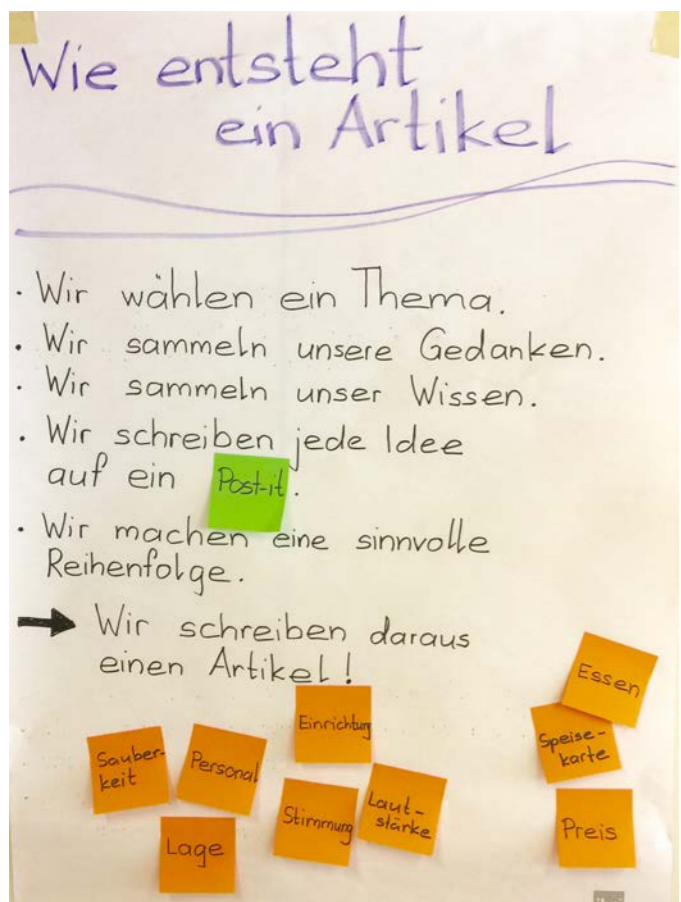 Wie entsteht
ein Artikel
· Wir wählen ein Thema.
· Wir sammeln unsere Gedanken.
· Wir sammeln unser Wissen.
· Wir schreiben jede Idee
auf ein Post-it.
· Wir machen eine sinnvolle
Reihenfolge.
→ Wir schreiben daraus
einen Artikel!
Sauber-
keit
Personal
Lage
Einrichtung
Stimmung
Laut-
stärke
Essen
Speise-
karte
Preis